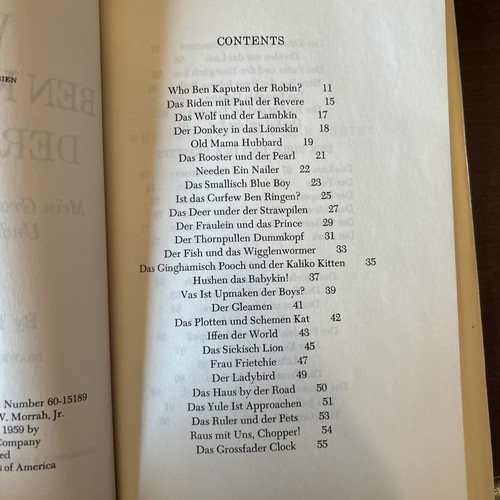 CONTENTS
Who Ben Kaputen der Robin? 11
Das Riden mit Paul der Revere 15
Das Wolf und der Lambkin 17
Der Donkey in das Lionskin 18
Old Mama Hubbard 19
Das Rooster und der Pearl 21
Needen Ein Nailer 22
Das Smallisch Blue Boy 23
Ist das Curfew Ben Ringen? 25
Das Deer under der Strawpilen 27
Der Fraulein und das Prince 29
Der Thornpullen Dummkopf 31
Der Fish und das Wigglenwormer 33
Das Ginghamisch Pooch und der Kaliko Kitten 35
Hushen das Babykin! 37
Vas Ist Upmaken der Boys? 39
Der Gleamen 41
Das Plotten und Schemen Kat 42
Iffen der World 43
Das Sickisch Lion 45
Frau Frietchie 47
Der Ladybird 49
Das Haus by der Road 50
Das Yule Ist Approachen 51
Das Ruler und der Pets 53
Raus mit Uns, Chopper! 54
Das Grossfader Clock 55
Number 60-15189
W. Morrah, Jr.
1959 by
Company
ed
s of America